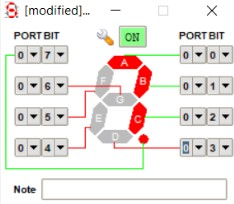 [modified]...
PORT BIT ON PORT BIT
0 7 A 0 0
0 6 F B 0 1
G
0 5 E C 0 2
0 4 D 0 3
Note